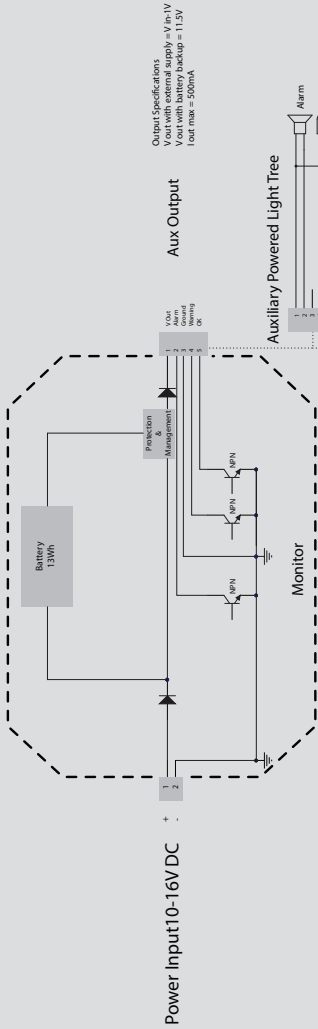 Power Input10-16V DC
+
-
1
2
Battery
13Wh
Protection
&
Management
NPN
NPN
NPN
Monitor
1
2
3
4
5
V Out
Alarm
Ground
Warning
OK
Aux Output
Output Specifications
V out with external supply = V in-1V
V out with battery backup = 11.5V
I out max = 500mA
Auxiliary Powered Light Tree
1
2
3
Alarm